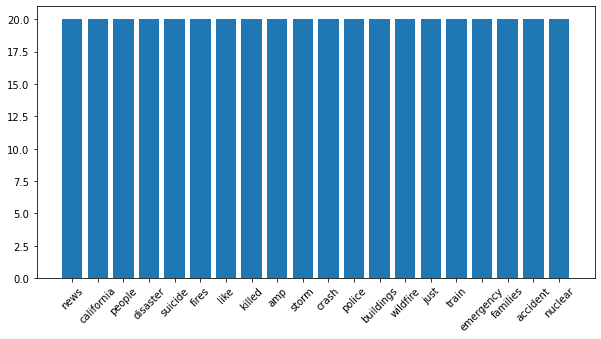 20.0
17.5
15.0
12.5
10.0
7.5
5.0
2.5
0.0
news
california
people
disaster
suicide
fires
like
killed
amp
storm
crash
police
buildings
wildfire
just
train
emergency
families
accident
nuclear